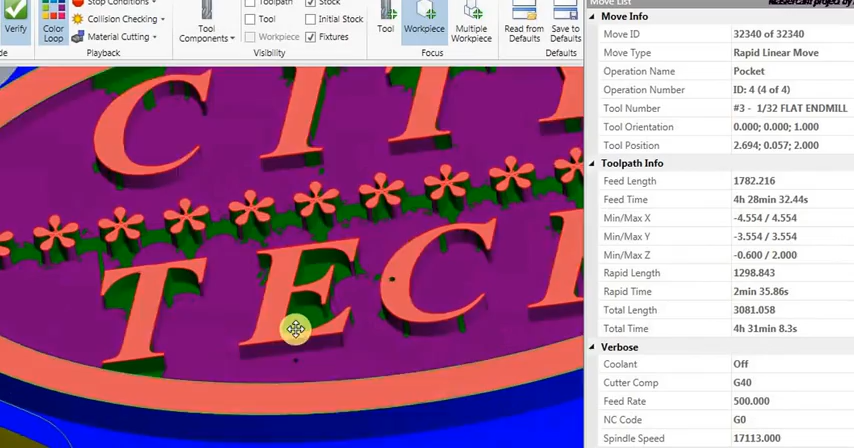 Move List
Verify
Color
Loop
Stop Conditions
Collision Checking
Material Cutting
Playback
Tool
Components
Toolpath
Tool
Workpiece
Stock
Initial Stock
Fixtures
Visibility
Tool
Workpiece
Multiple
Workpiece
Focus
Read from
Defaults
Save to
Defaults
Defaults
CIT
TEC
Move Info
Move ID 32340 of 32340
Move Type Rapid Linear Move
Operation Name Pocket
Operation Number ID: 4 (4 of 4)
Tool Number #3 - 1/32 FLAT ENDMILL
Tool Orientation 0.000; 0.000; 1.000
Tool Position 2.694; 0.057; 2.000
Toolpath Info
Feed Length 1782.216
Feed Time 4h 28min 32.44s
Min/Max X -4.554 / 4.554
Min/Max Y -3.554 / 3.554
Min/Max Z -0.600 / 2.000
Rapid Length 1298.843
Rapid Time 2min 35.86s
Total Length 3081.058
Total Time 4h 31min 8.3s
Verbose
Coolant Off
Cutter Comp G40
Feed Rate 500.000
NC Code G0
Spindle Speed 17113.000